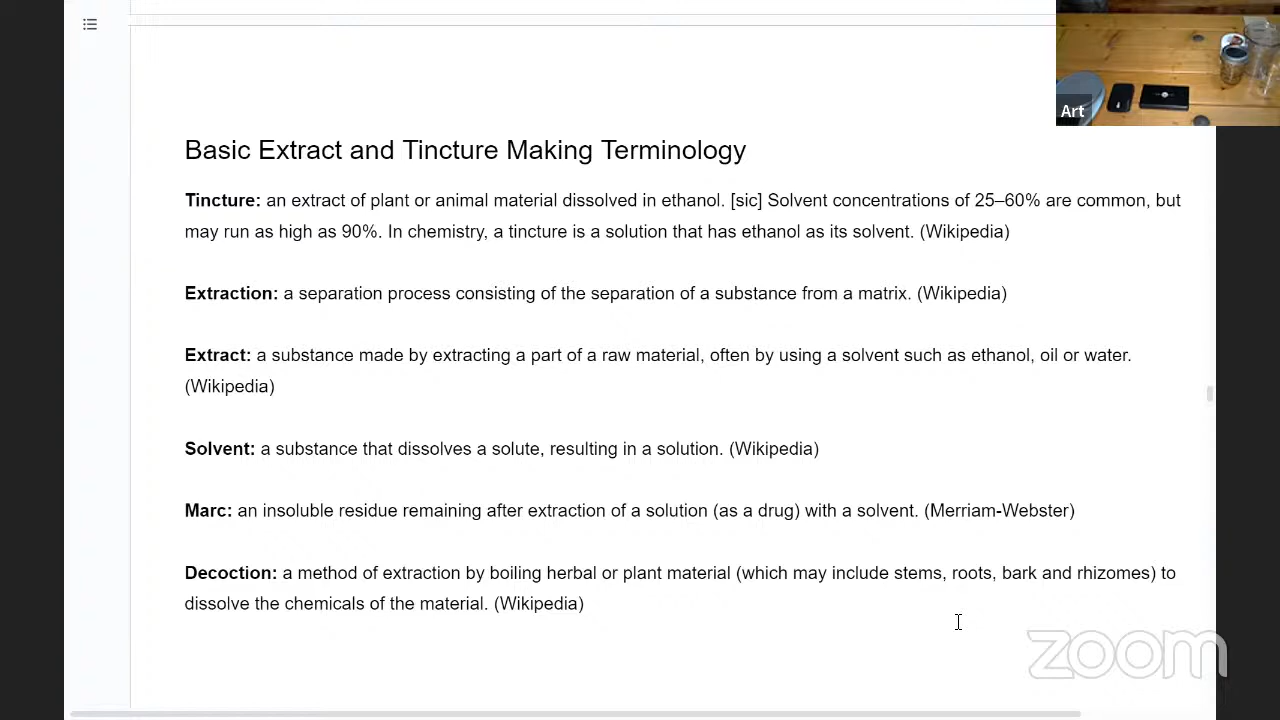 Art
Basic Extract and Tincture Making Terminology
Tincture: an extract of plant or animal material dissolved in ethanol. [sic] Solvent concentrations of 25–60% are common, but
may run as high as 90%. In chemistry, a tincture is a solution that has ethanol as its solvent. (Wikipedia)
Extraction: a separation process consisting of the separation of a substance from a matrix. (Wikipedia)
Extract: a substance made by extracting a part of a raw material, often by using a solvent such as ethanol, oil or water.
(Wikipedia)
Solvent: a substance that dissolves a solute, resulting in a solution. (Wikipedia)
Marc: an insoluble residue remaining after extraction of a solution (as a drug) with a solvent. (Merriam-Webster)
Decoction: a method of extraction by boiling herbal or plant material (which may include stems, roots, bark and rhizomes) to
dissolve the chemicals of the material. (Wikipedia)
zoom